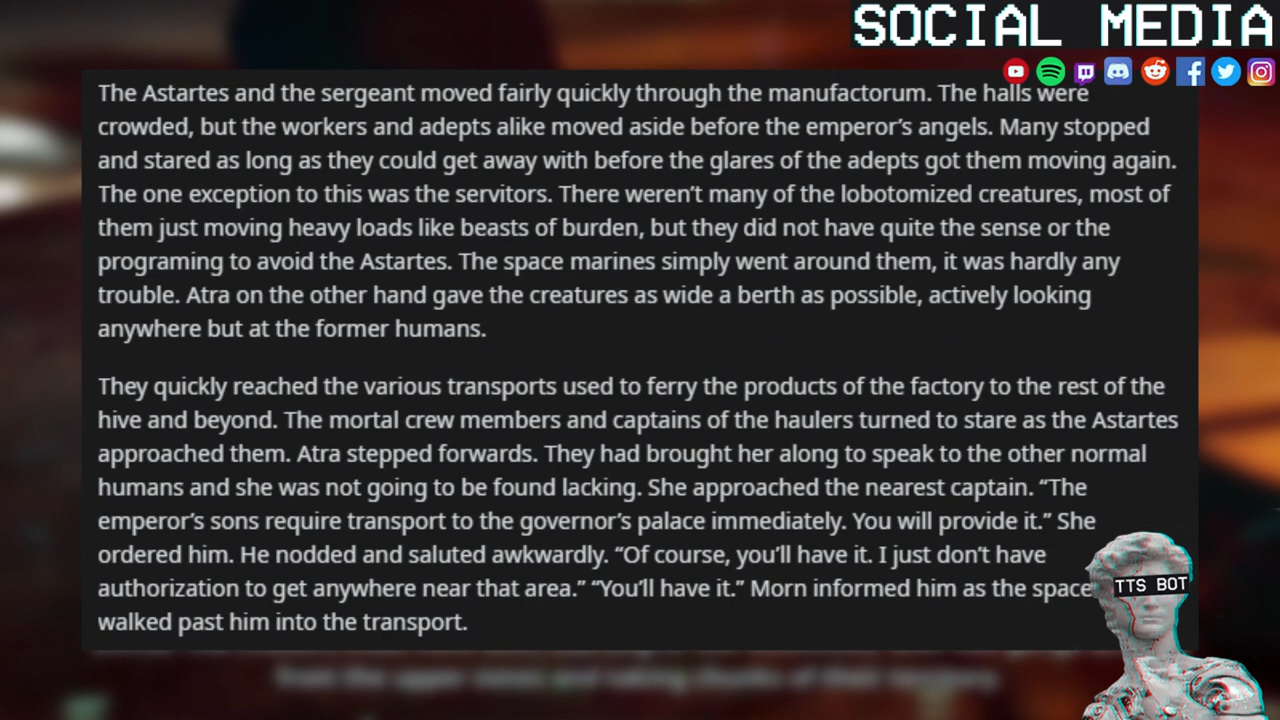 SOCIAL MEDIA
The Astartes and the sergeant moved fairly quickly through the manufactorum. The halls were
crowded, but the workers and adepts alike moved aside before the emperor’s angels. Many stopped
and stared as long as they could get away with before the glares of the adepts got them moving again.
The one exception to this was the servitors. There weren’t many of the lobotomized creatures, most of
them just moving heavy loads like beasts of burden, but they did not have quite the sense or the
programing to avoid the Astartes. The space marines simply went around them, it was hardly any
trouble. Atra on the other hand gave the creatures as wide a berth as possible, actively looking
anywhere but at the former humans.
They quickly reached the various transports used to ferry the products of the factory to the rest of the
hive and beyond. The mortal crew members and captains of the haulers turned to stare as the Astartes
approached them. Atra stepped forwards. They had brought her along to speak to the other normal
humans and she was not going to be found lacking. She approached the nearest captain. “The
emperor’s sons require transport to the governor’s palace immediately. You will provide it.” She
ordered him. He nodded and saluted awkwardly. “Of course, you’ll have it. I just don’t have
authorization to get anywhere near that area.” “You’ll have it.” Morn informed him as the space
walked past him into the transport.
TTS BOT